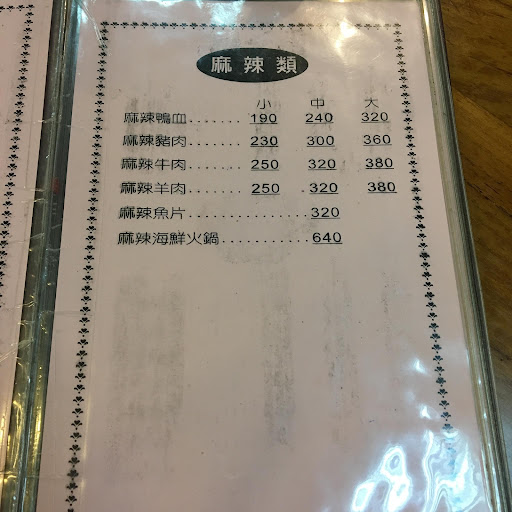 麻辣類
小 中 大
麻辣鴨血.......190 240 320
麻辣豬肉.......230 300 360
麻辣牛肉.......250 320 380
麻辣羊肉.......250 320 380
麻辣魚片...............320
麻辣海鮮火鍋...........640